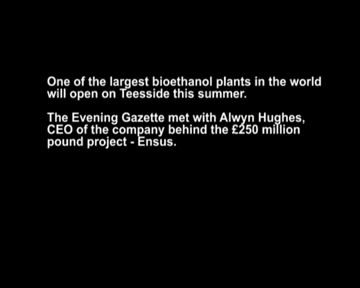 One of the largest bioethanol plants in the world
will open on Teesside this summer.
The Evening Gazette met with Alwyn Hughes,
CEO of the company behind the £250 million
pound project - Ensus.